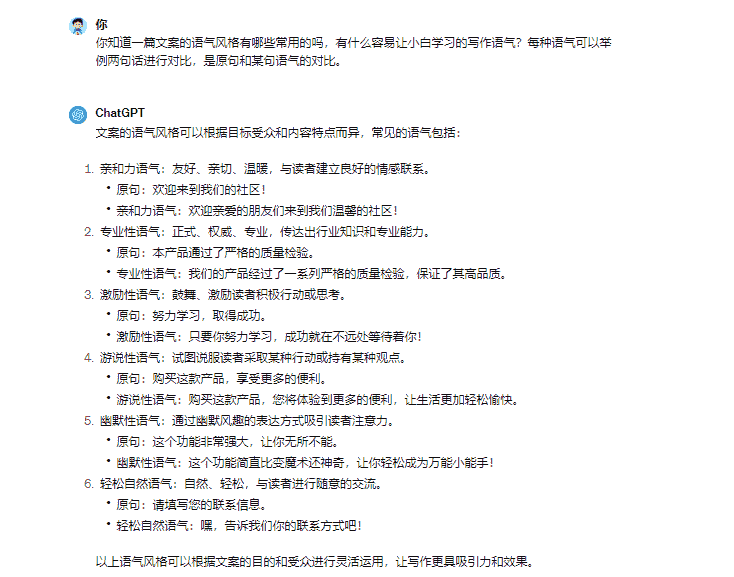 你
你知道一篇文案的语气风格有哪些常用的吗，有什么容易让小白学习的写作语气？每种语气可以举
例两句话进行对比，是原句和某句语气的对比。
ChatGPT
文案的语气风格可以根据目标受众和内容特点而异，常见的语气包括：
1. 亲和力语气：友好、亲切、温暖，与读者建立良好的情感联系。
• 原句：欢迎来到我们的社区！
• 亲和力语气：欢迎亲爱的朋友们来到我们温馨的社区！
2. 专业性语气：正式、权威、专业，传达出行业知识和专业能力。
• 原句：本产品通过了严格的质量检验。
• 专业性语气：我们的产品经过了一系列严格的质量检验，保证了其高品质。
3. 激励性语气：鼓舞、激励读者积极行动或思考。
• 原句：努力学习，取得成功。
• 激励性语气：只要你努力学习，成功就在不远处等待着你！
4. 游说性语气：试图说服读者采取某种行动或持有某种观点。
• 原句：购买这款产品，享受更多的便利。
• 游说性语气：购买这款产品，您将体验到更多的便利，让生活更加轻松愉快。
5. 幽默性语气：通过幽默风趣的表达方式吸引读者注意力。
• 原句：这个功能非常强大，让你无所不能。
• 幽默性语气：这个功能简直比变魔术还神奇，让你轻松成为万能小能手！
6. 轻松自然语气：自然、轻松，与读者进行随意的交流。
• 原句：请填写您的联系信息。
• 轻松自然语气：嘿，告诉我们你的联系方式吧！
以上语气风格可以根据文案的目的和受众进行灵活运用，让写作更具吸引力和效果。